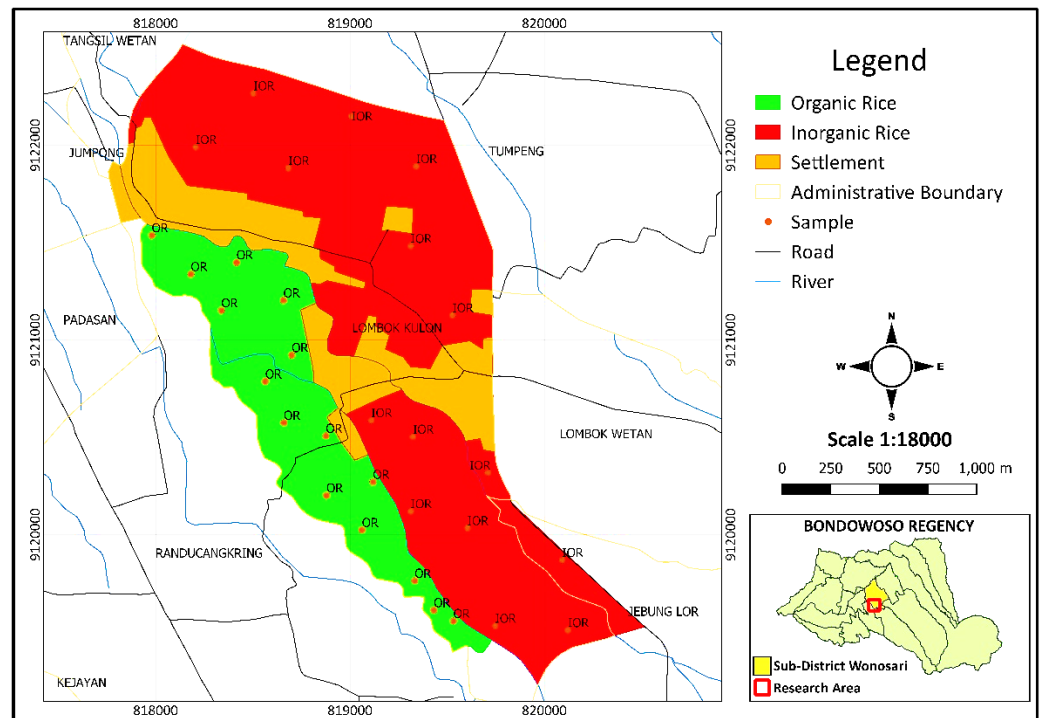 818000 819000 820000
TANGSIL WETAN
IOR
IOR
9122000
IOR
JUMPONG
IOR
IOR
TUMPENG
OR
IOR
OR
OR
OR
OR
IOR
PADASAN
LOMBOK KULON
9121000
OR
OR
OR
IOR
OR
IOR
LOMBOK WETAN
OR
IOR
OR
IOR
IOR
OR
9120000
RANDUCANGKRING
IOR
OR
OR
OR
IOR
IOR
JEBUNG LOR
KEJAYAN
818000 819000 820000
9122000
9121000
9120000
Legend
Organic Rice
Inorganic Rice
Settlement
Administrative Boundary
Sample
Road
River
N
W E
S
Scale 1:18000
0 250 500 750 1,000 m
BONDOWOSO REGENCY
Sub-District Wonosari
Research Area